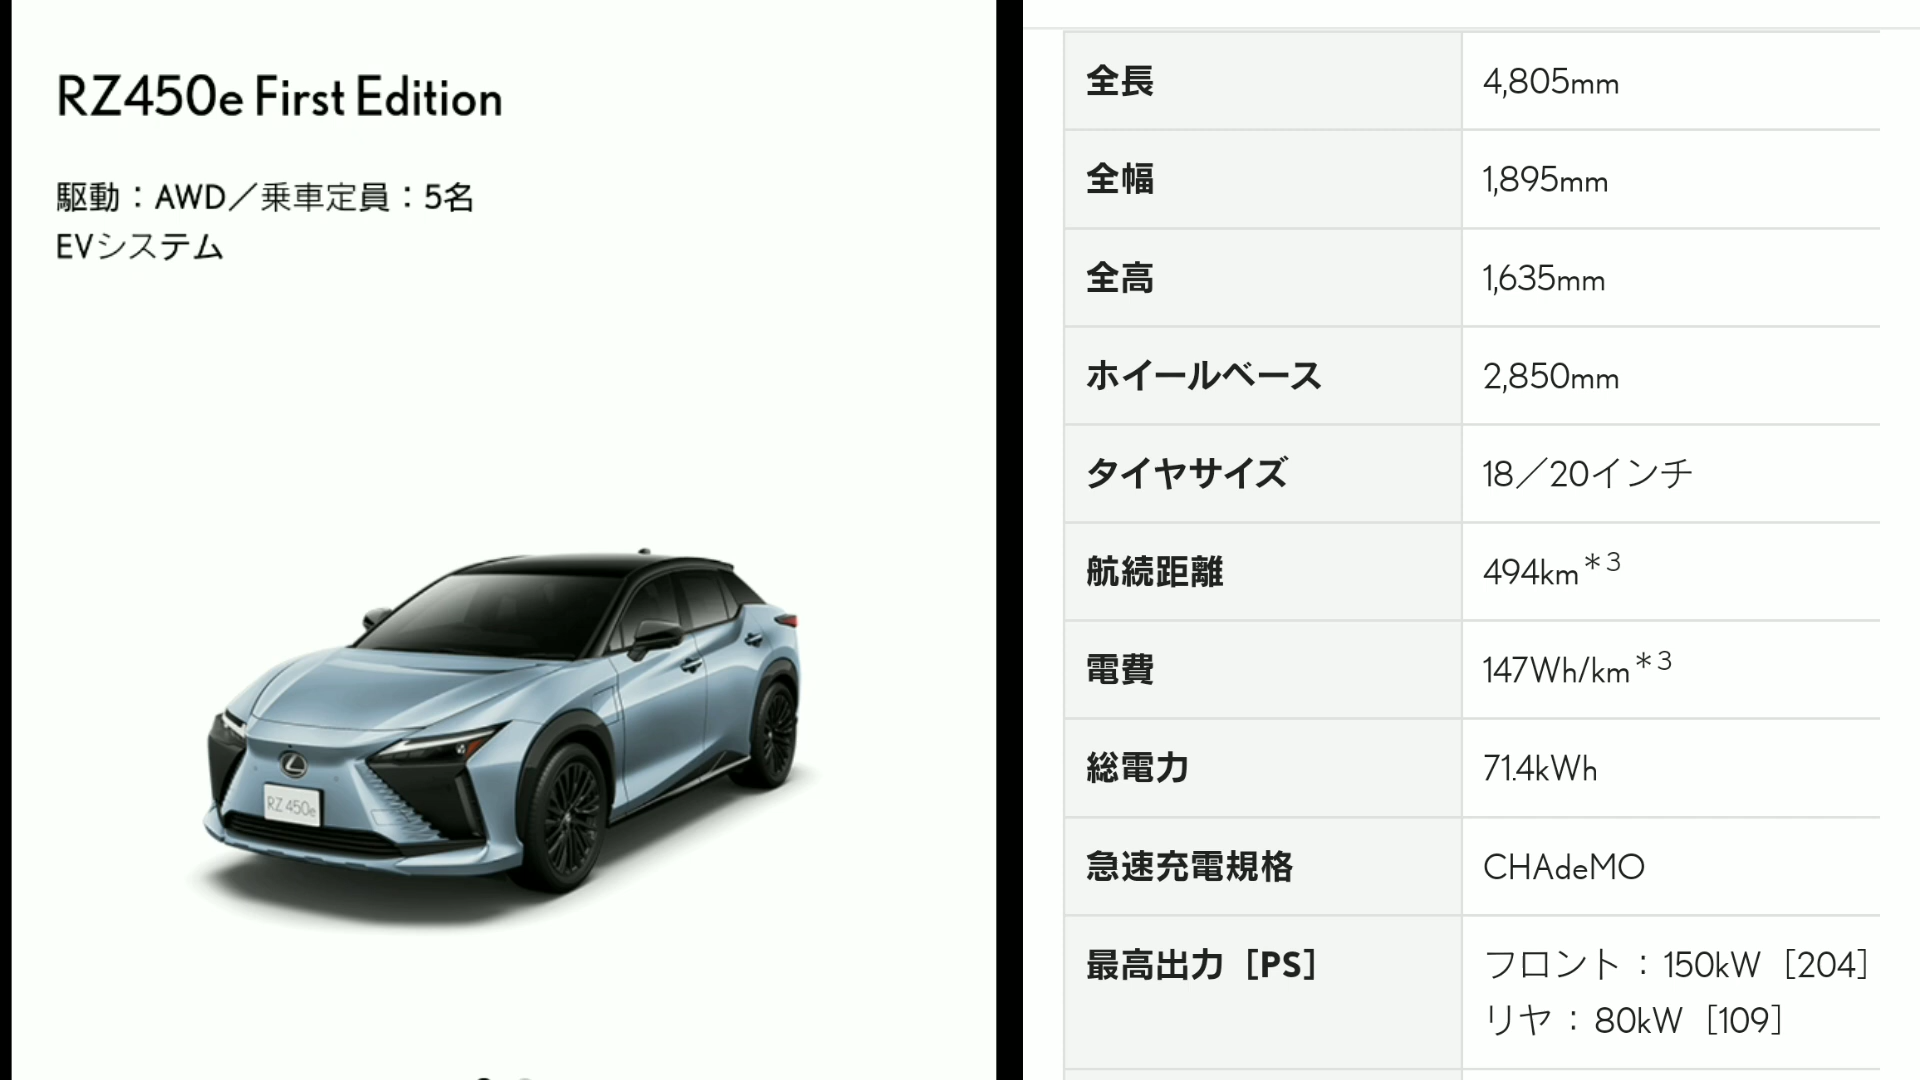 RZ450e First Edition
駆動：AWD／乗車定員：5名
EVシステム
RZ 450e
全長 4,805mm
全幅 1,895mm
全高 1,635mm
ホイールベース 2,850mm
タイヤサイズ 18／20インチ
航続距離 494km＊3
電費 147Wh/km＊3
総電力 71.4kWh
急速充電規格 CHAdeMO
最高出力［PS］ フロント：150kW［204］
リヤ：80kW［109］